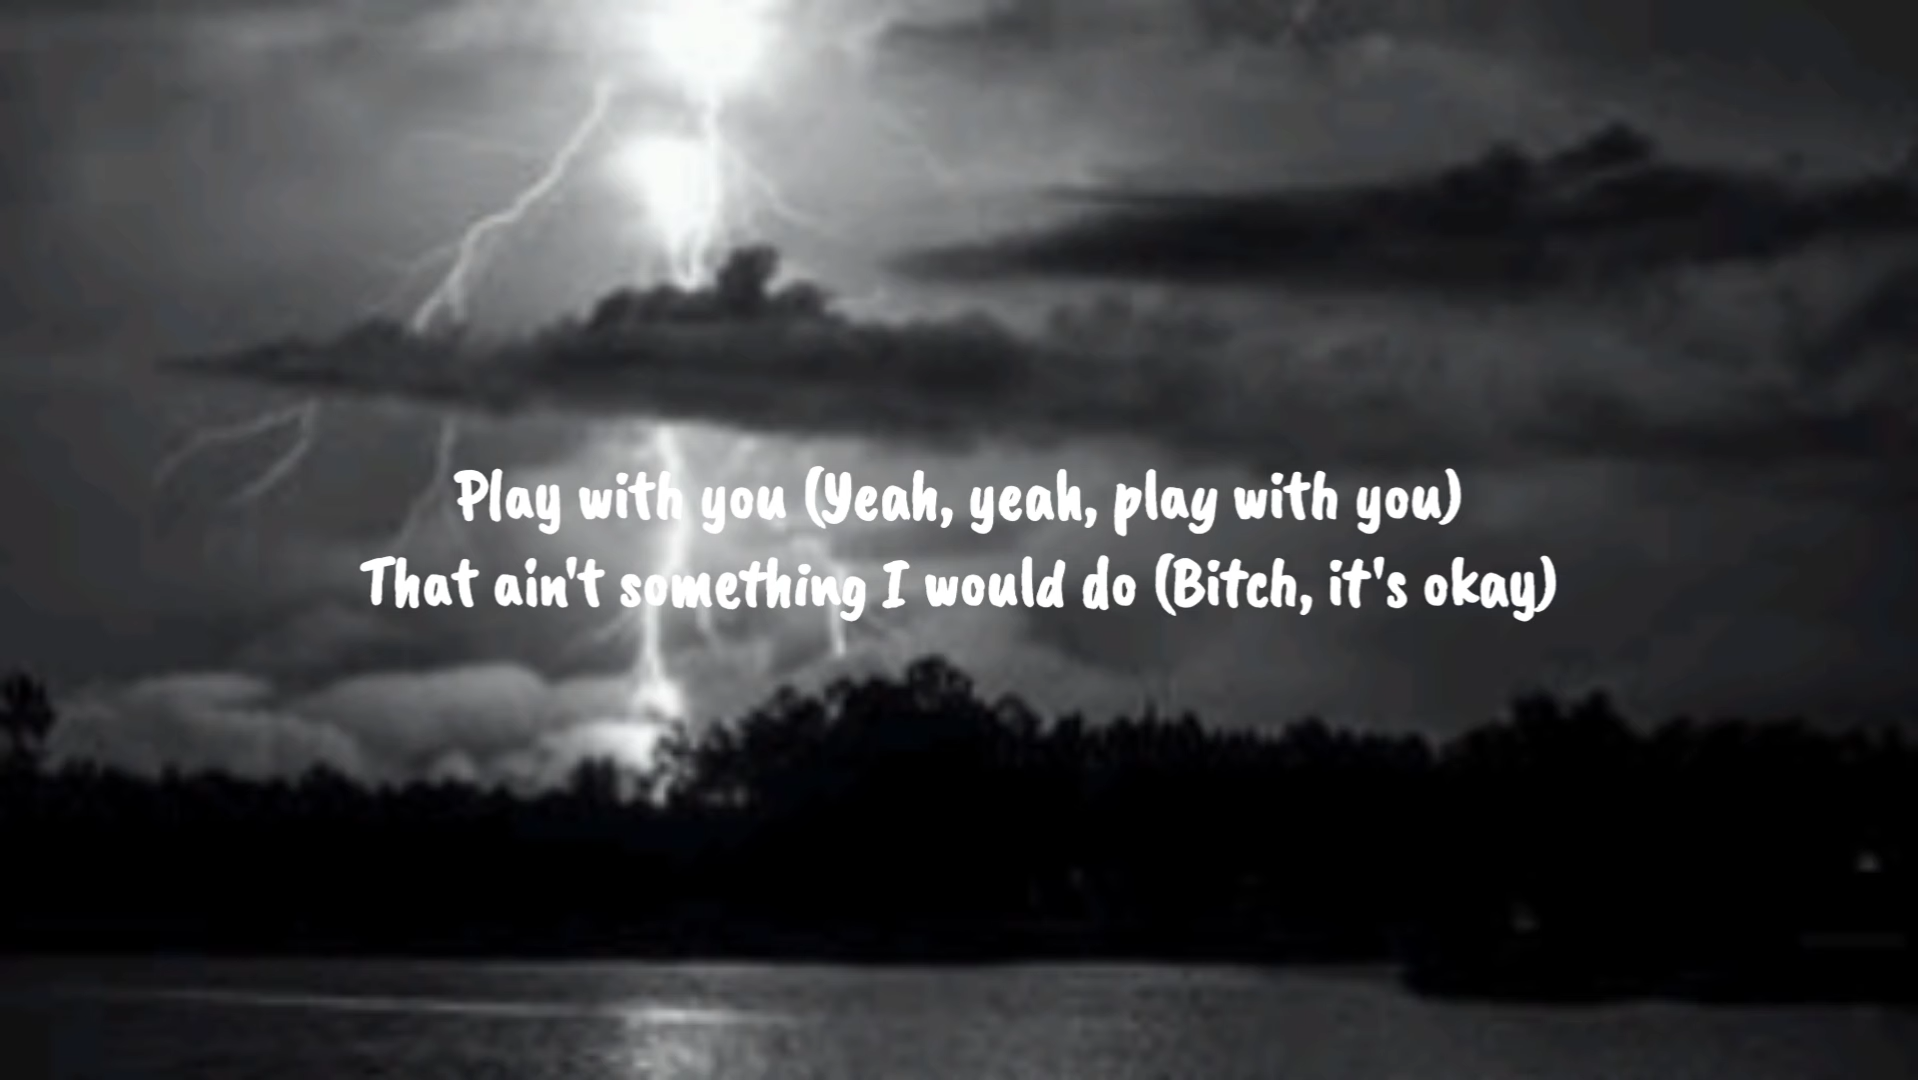 Play with you (Yeah, yeah, play with you)
That ain't something I would do (Bitch, it's okay)